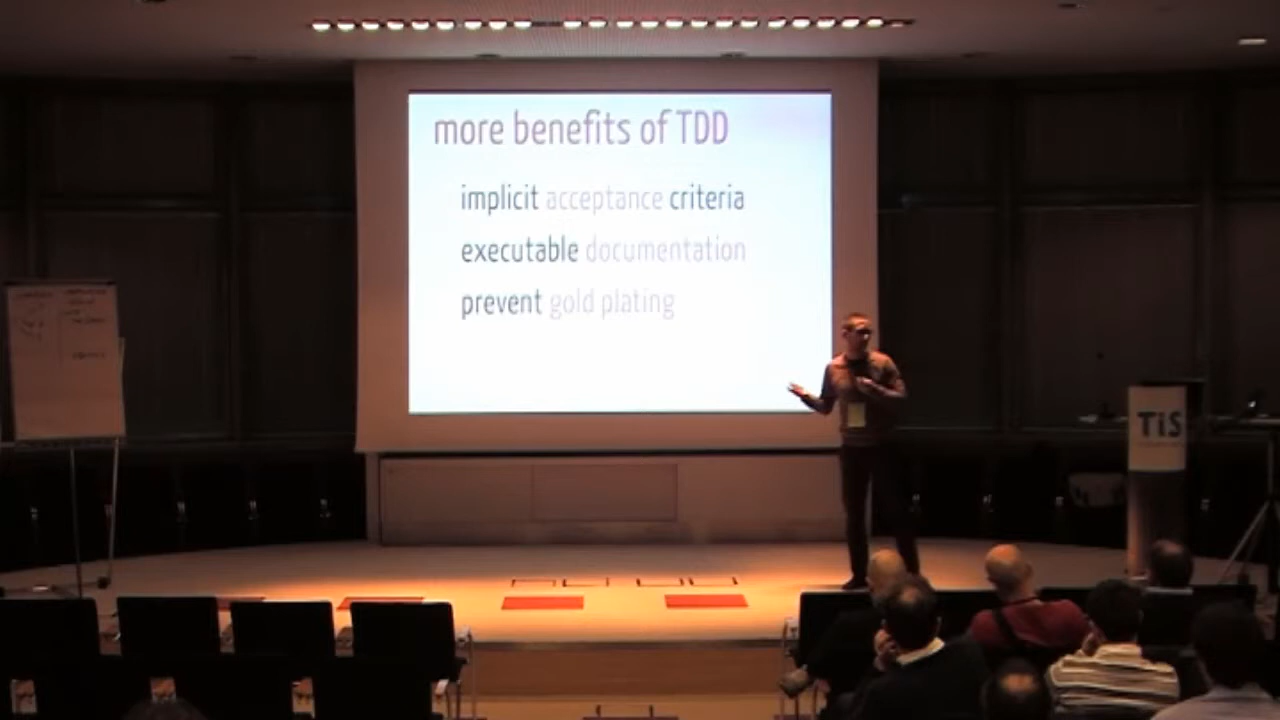 more benefits of TDD
implicit acceptance criteria
executable documentation
prevent gold plating
TiS